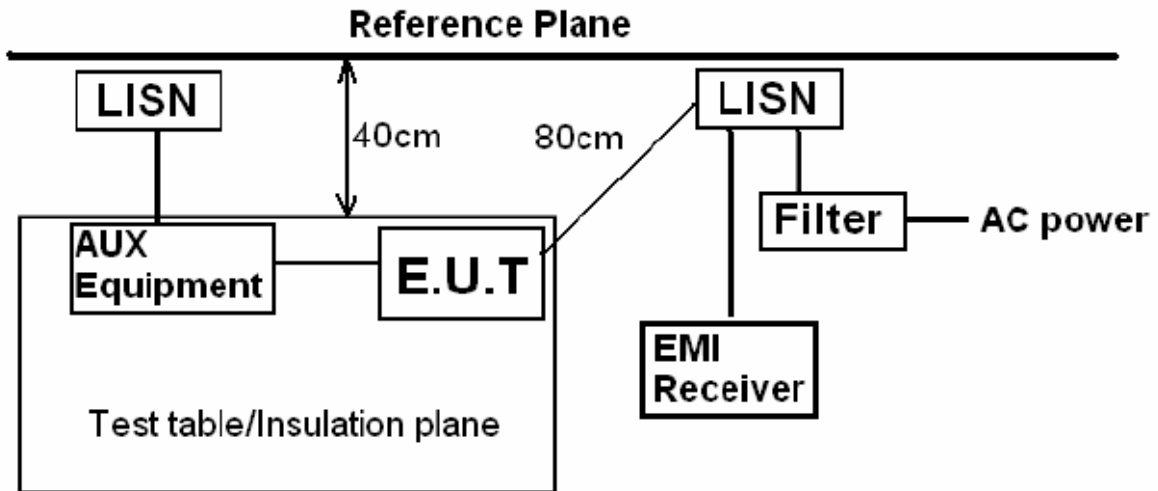 Reference Plane
LISN
40cm
80cm
LISN
Filter
AC power
AUX
Equipment
E.U.T
EMI
Receiver
Test table/Insulation plane